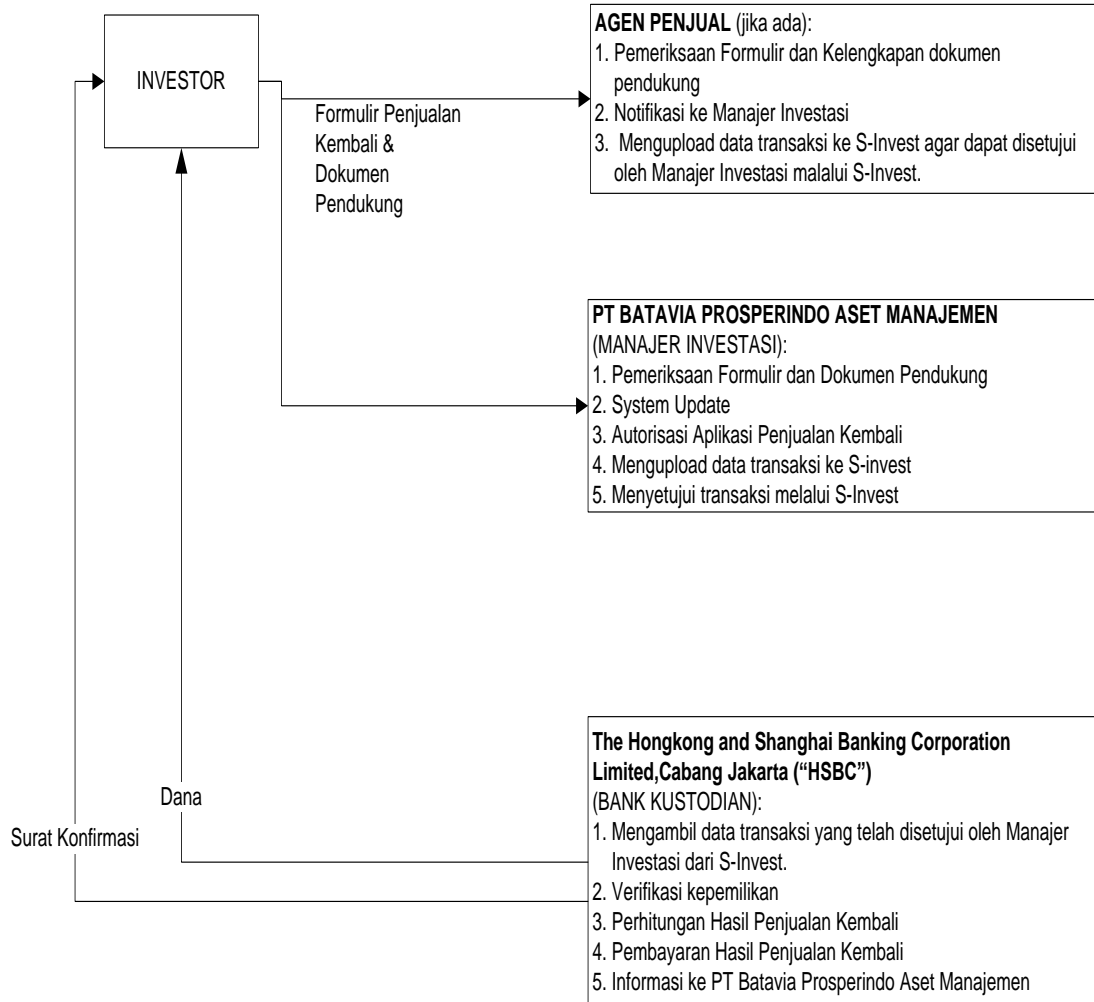 INVESTOR
Formulir Penjualan
Kembali &
Dokumen
Pendukung
AGEN PENJUAL (jika ada):
1. Pemeriksaan Formulir dan Kelengkapan dokumen
pendukung
2. Notifikasi ke Manajer Investasi
3. Mengupload data transaksi ke S-Invest agar dapat disetujui
oleh Manajer Investasi malalui S-Invest.
PT BATAVIA PROSPERINDO ASET MANAJEMEN
(MANAJER INVESTASI):
1. Pemeriksaan Formulir dan Dokumen Pendukung
2. System Update
3. Autorisasi Aplikasi Penjualan Kembali
4. Mengupload data transaksi ke S-invest
5. Menyetujui transaksi melalui S-Invest
Dana
Surat Konfirmasi
The Hongkong and Shanghai Banking Corporation
Limited,Cabang Jakarta (“HSBC”)
(BANK KUSTODIAN):
1. Mengambil data transaksi yang telah disetujui oleh Manajer
Investasi dari S-Invest.
2. Verifikasi kepemilikan
3. Perhitungan Hasil Penjualan Kembali
4. Pembayaran Hasil Penjualan Kembali
5. Informasi ke PT Batavia Prosperindo Aset Manajemen